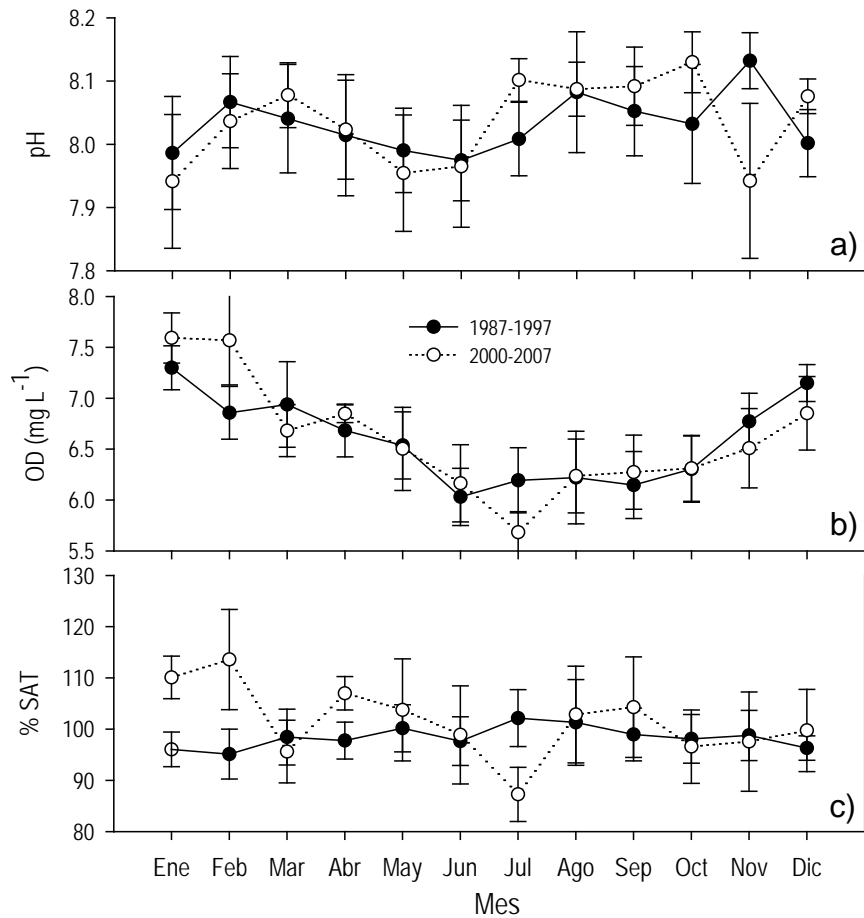 8.2
8.1
8.0
7.9
7.8
pH
a)
8.0
7.5
7.0
6.5
6.0
5.5
OD (mg L-1)
1987-1997
2000-2007
b)
130
120
110
100
90
80
% SAT
c)
Ene Feb Mar Abr May Jun Jul Ago Sep Oct Nov Dic
Mes